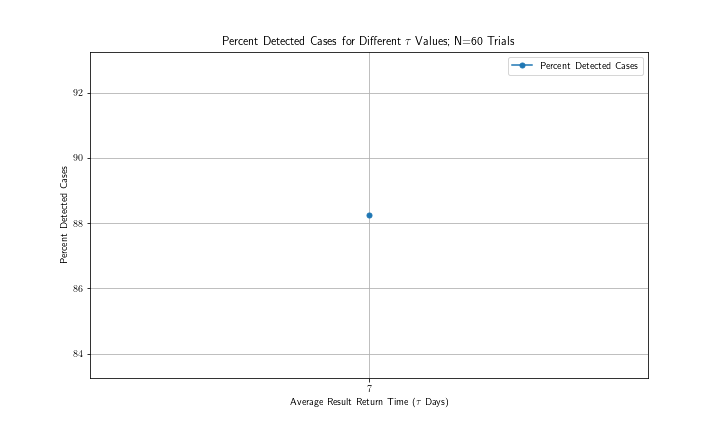 Percent Detected Cases for Different τ Values; N=60 Trials
Percent Detected Cases
92
90
88
86
84
Percent Detected Cases
7
Average Result Return Time (τ Days)